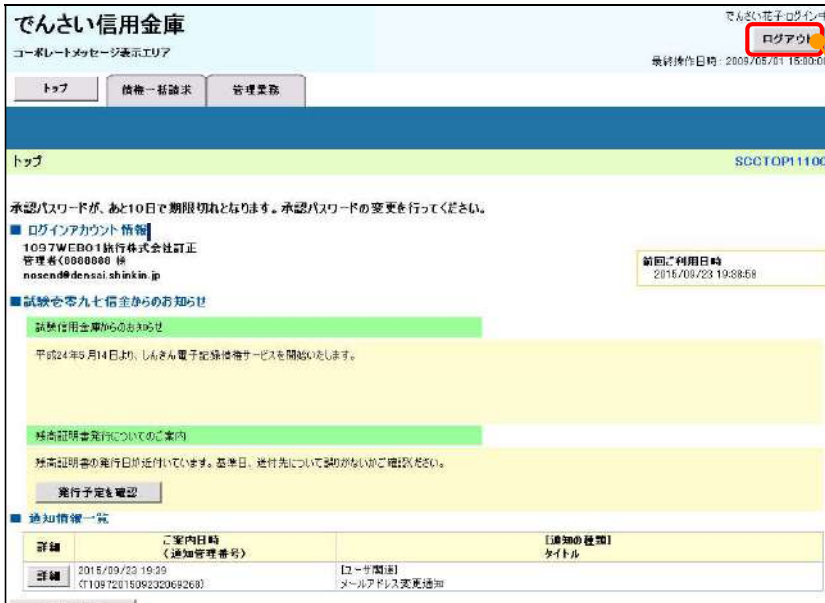 でんさい信用金庫
でんさい花子ログイン中
コーポレートメッセージ表示エリア
ログアウト
最終操作日時:2009/05/01 15:00:00
トップ
債権一括請求
管理業務
トップ
SCCTOP11100
承認パスワードが、あと10日で期限切れとなります。承認パスワードの変更を行ってください。
■ ログインアカウント情報
1097WEB01旅行株式会社訂正
管理者(8888888 様
nosend@densai.shinkin.jp
前回ご利用日時
2015/09/23 19:38:58
■試験壱零九七信金からのお知らせ
試験信用金庫からのお知らせ
平成24年5月14日より、しんきん電子記録債権サービスを開始いたします。
残高証明書発行についてのご案内
残高証明書の発行日が近付いています。基準日、送付先について誤りがないかご確認ください。
発行予定を確認
■ 通知情報一覧
詳細
ご案内日時
(通知管理番号)
【通知の種類】
タイトル
詳細
2015/09/23 19:39
(T1097201509232069268)
【ユーザ関連】
メールアドレス変更通知